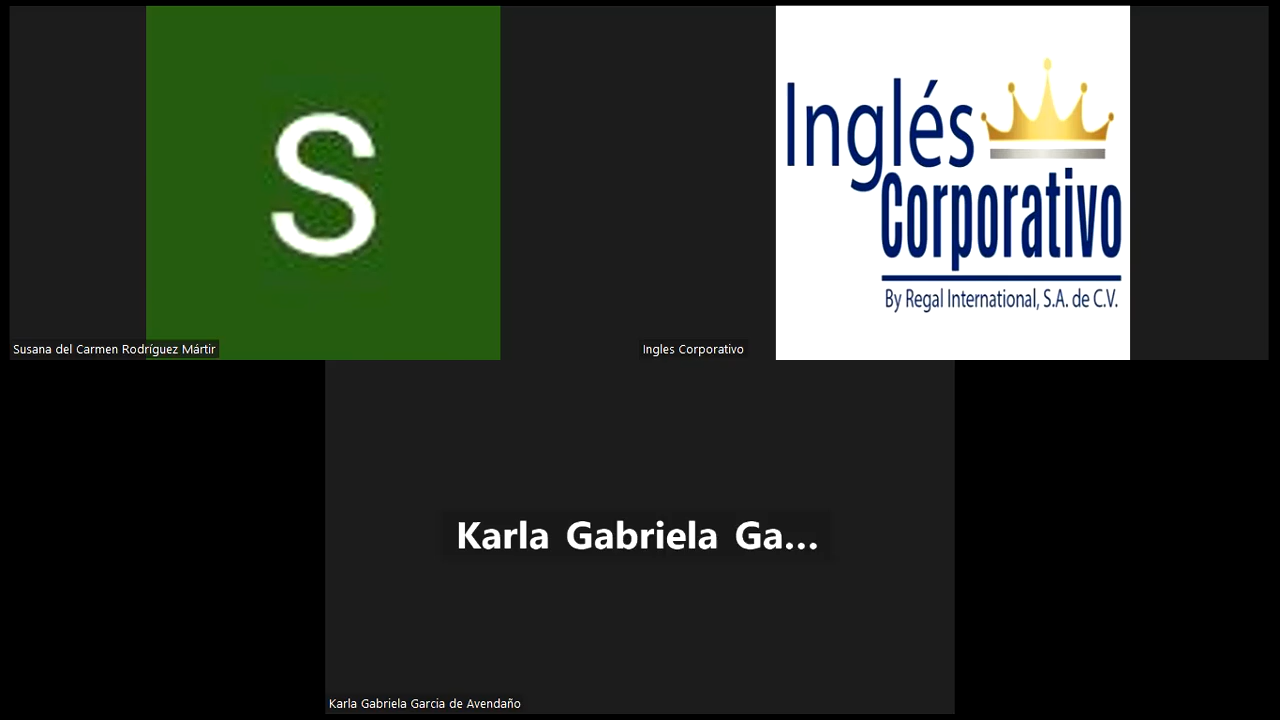 S
Susana del Carmen Rodríguez Mártir
Inglés
Corporativo
By Regal International, S.A. de C.V.
Ingles Corporativo
Karla Gabriela Ga...
Karla Gabriela Garcia de Avendaño